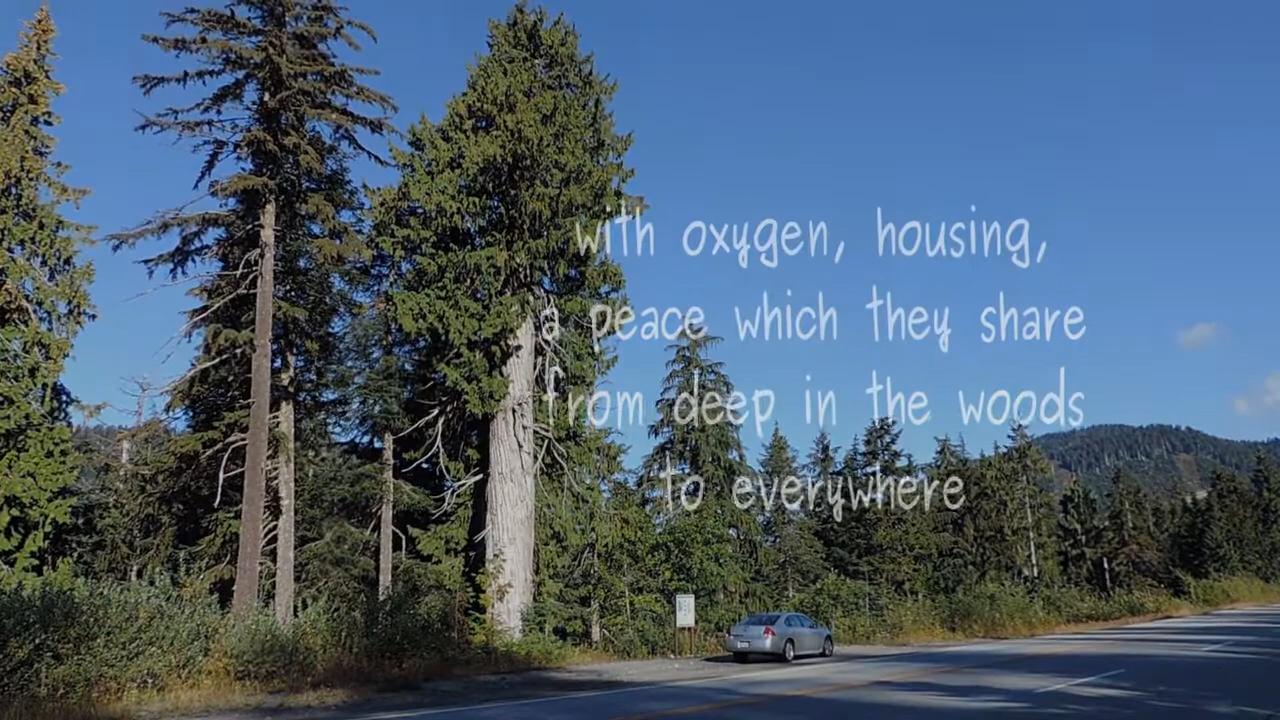 with oxygen, housing,
a peace which they share
from deep in the woods
to everywhere